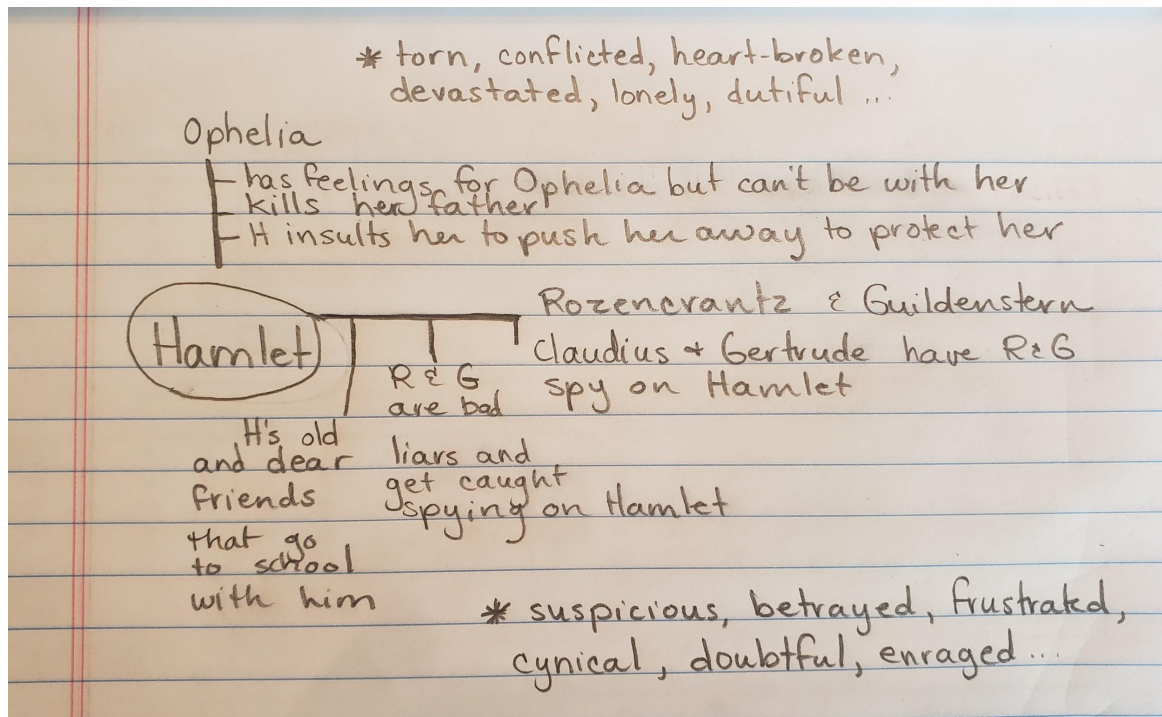 * torn, conflicted, heart-broken,
devastated, lonely, dutiful ...
Ophelia
- has feelings for Ophelia but can't be with her
- kills her father
- H insults her to push her away to protect her
Hamlet
Rozencrantz & Guildenstern
Claudius + Gertrude have R&G
spy on Hamlet
R & G
are bad
liars and
get caught
spying on Hamlet
H's old
and dear
friends
that go
to school
with him
* suspicious, betrayed, frustrated,
cynical, doubtful, enraged ...